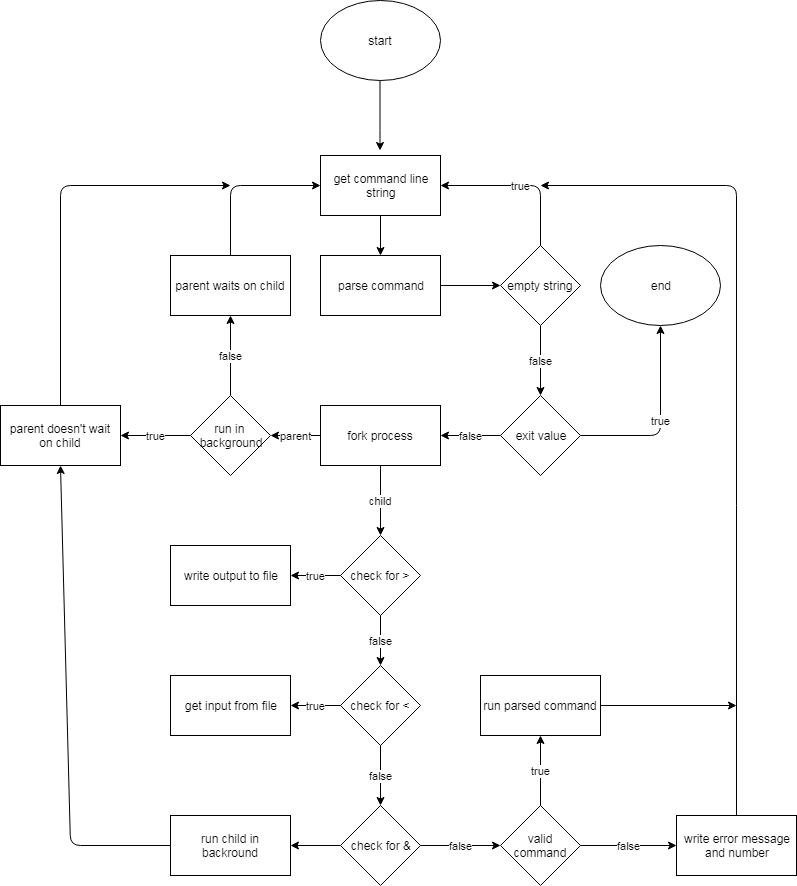 start
get command line
string
true
parent waits on child
parse command
empty string
end
false
false
parent doesn't wait
on child
true
run in
background
parent
fork process
false
exit value
true
child
write output to file
true
check for >
false
get input from file
true
check for <
run parsed command
false
true
run child in
backround
check for &
false
valid
command
false
write error message
and number